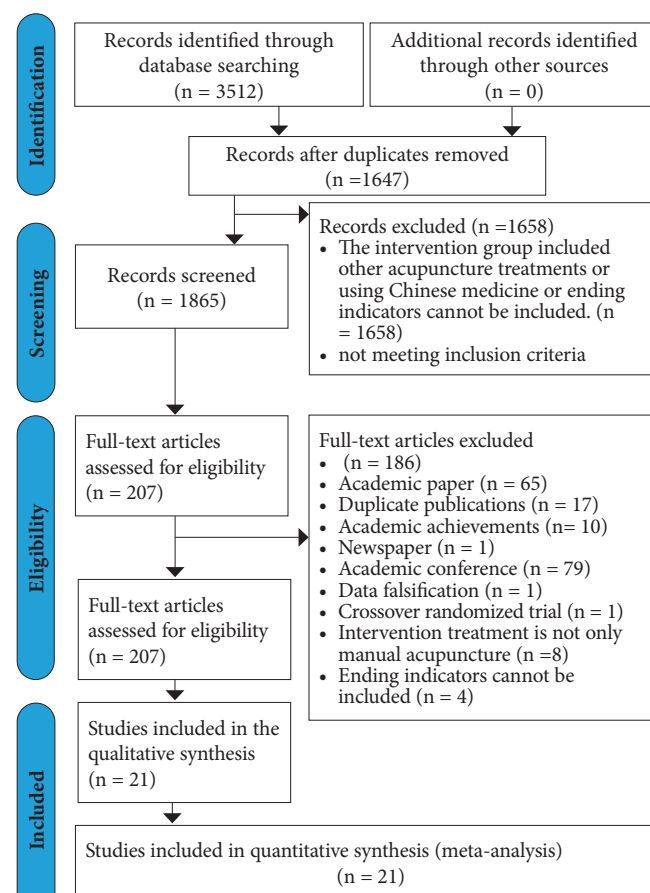 Identification
Records identified through
database searching
(n = 3512)
Additional records identified
through other sources
(n = 0)
Records after duplicates removed
(n =1647)
Screening
Records screened
(n = 1865)
Records excluded (n =1658)
• The intervention group included
other acupuncture treatments or
using Chinese medicine or ending
indicators cannot be included. (n
= 1658)
• not meeting inclusion criteria
Eligibility
Full-text articles
assessed for eligibility
(n = 207)
Full-text articles excluded
• (n = 186)
• Academic paper (n = 65)
• Duplicate publications (n = 17)
• Academic achievements (n= 10)
• Newspaper (n = 1)
• Academic conference (n = 79)
• Data falsification (n = 1)
• Crossover randomized trial (n = 1)
• Intervention treatment is not only
manual acupuncture (n =8)
• Ending indicators cannot be
included (n = 4)
Full-text articles
assessed for eligibility
(n = 207)
Included
Studies included in the
qualitative synthesis
(n = 21)
Studies included in quantitative synthesis (meta-analysis)
(n = 21)